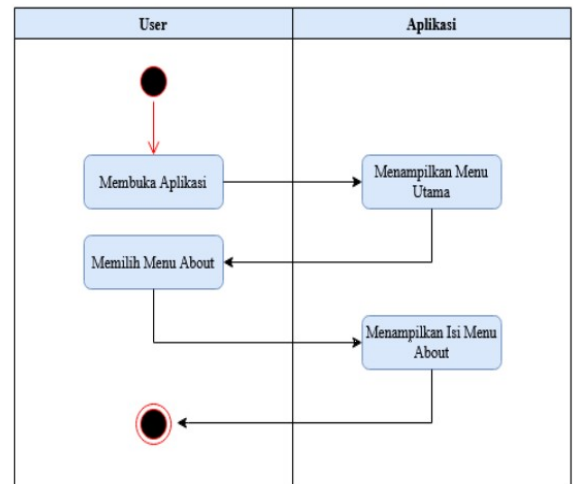 User
Aplikasi
Membuka Aplikasi
Menampilkan Menu
Utama
Memilih Menu About
Menampilkan Isi Menu
About